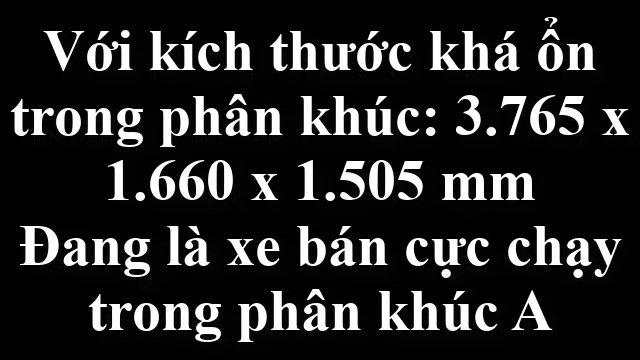 Với kích thước khá ổn
trong phân khúc: 3.765 x
1.660 x 1.505 mm
Đang là xe bán cực chạy
trong phân khúc A